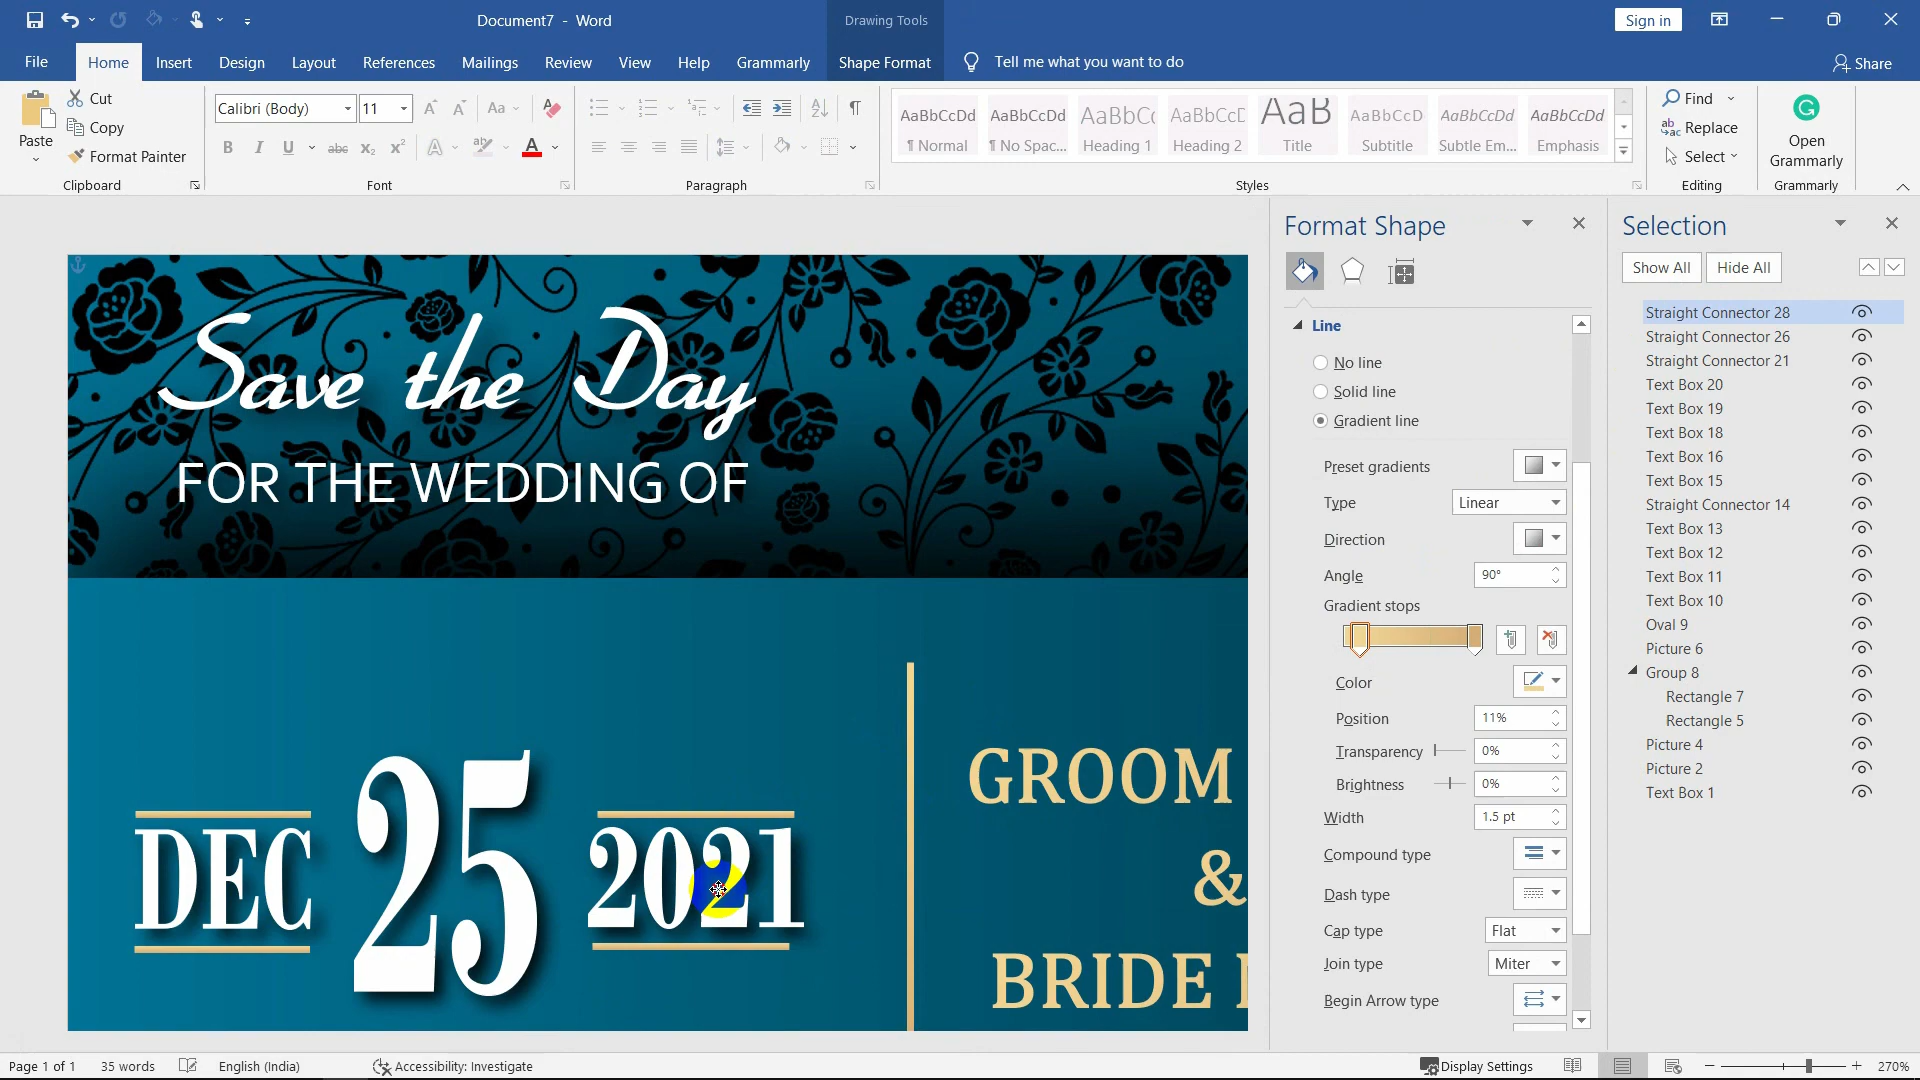 Document7 - Word
Drawing Tools
Sign in
File
Home
Insert
Design
Layout
References
Mailings
Review
View
Help
Grammarly
Shape Format
Tell me what you want to do
Share
Paste
Cut
Copy
Format Painter
Clipboard
Calibri (Body)
11
Font
Paragraph
AaBbCcDd
¶ Normal
AaBbCcDd
¶ No Spac...
AaBbC
Heading 1
AaBbCcC
Heading 2
AaB
Title
AaBbCcD
Subtitle
AaBbCcDd
Subtle Em...
AaBbCcDd
Emphasis
Styles
Find
Replace
Select
Editing
Open
Grammarly
Grammarly
Save the Day
FOR THE WEDDING OF
DEC
25
2021
GROOM
&
BRIDE
Format Shape
Line
No line
Solid line
Gradient line
Preset gradients
Type
Linear
Direction
Angle
90°
Gradient stops
Color
Position
11%
Transparency
0%
Brightness
0%
Width
1.5 pt
Compound type
Dash type
Cap type
Flat
Join type
Miter
Begin Arrow type
Selection
Show All
Hide All
Straight Connector 28
Straight Connector 26
Straight Connector 21
Text Box 20
Text Box 19
Text Box 18
Text Box 16
Text Box 15
Straight Connector 14
Text Box 13
Text Box 12
Text Box 11
Text Box 10
Oval 9
Picture 6
Group 8
Rectangle 7
Rectangle 5
Picture 4
Picture 2
Text Box 1
Page 1 of 1
35 words
English (India)
Accessibility: Investigate
Display Settings
270%